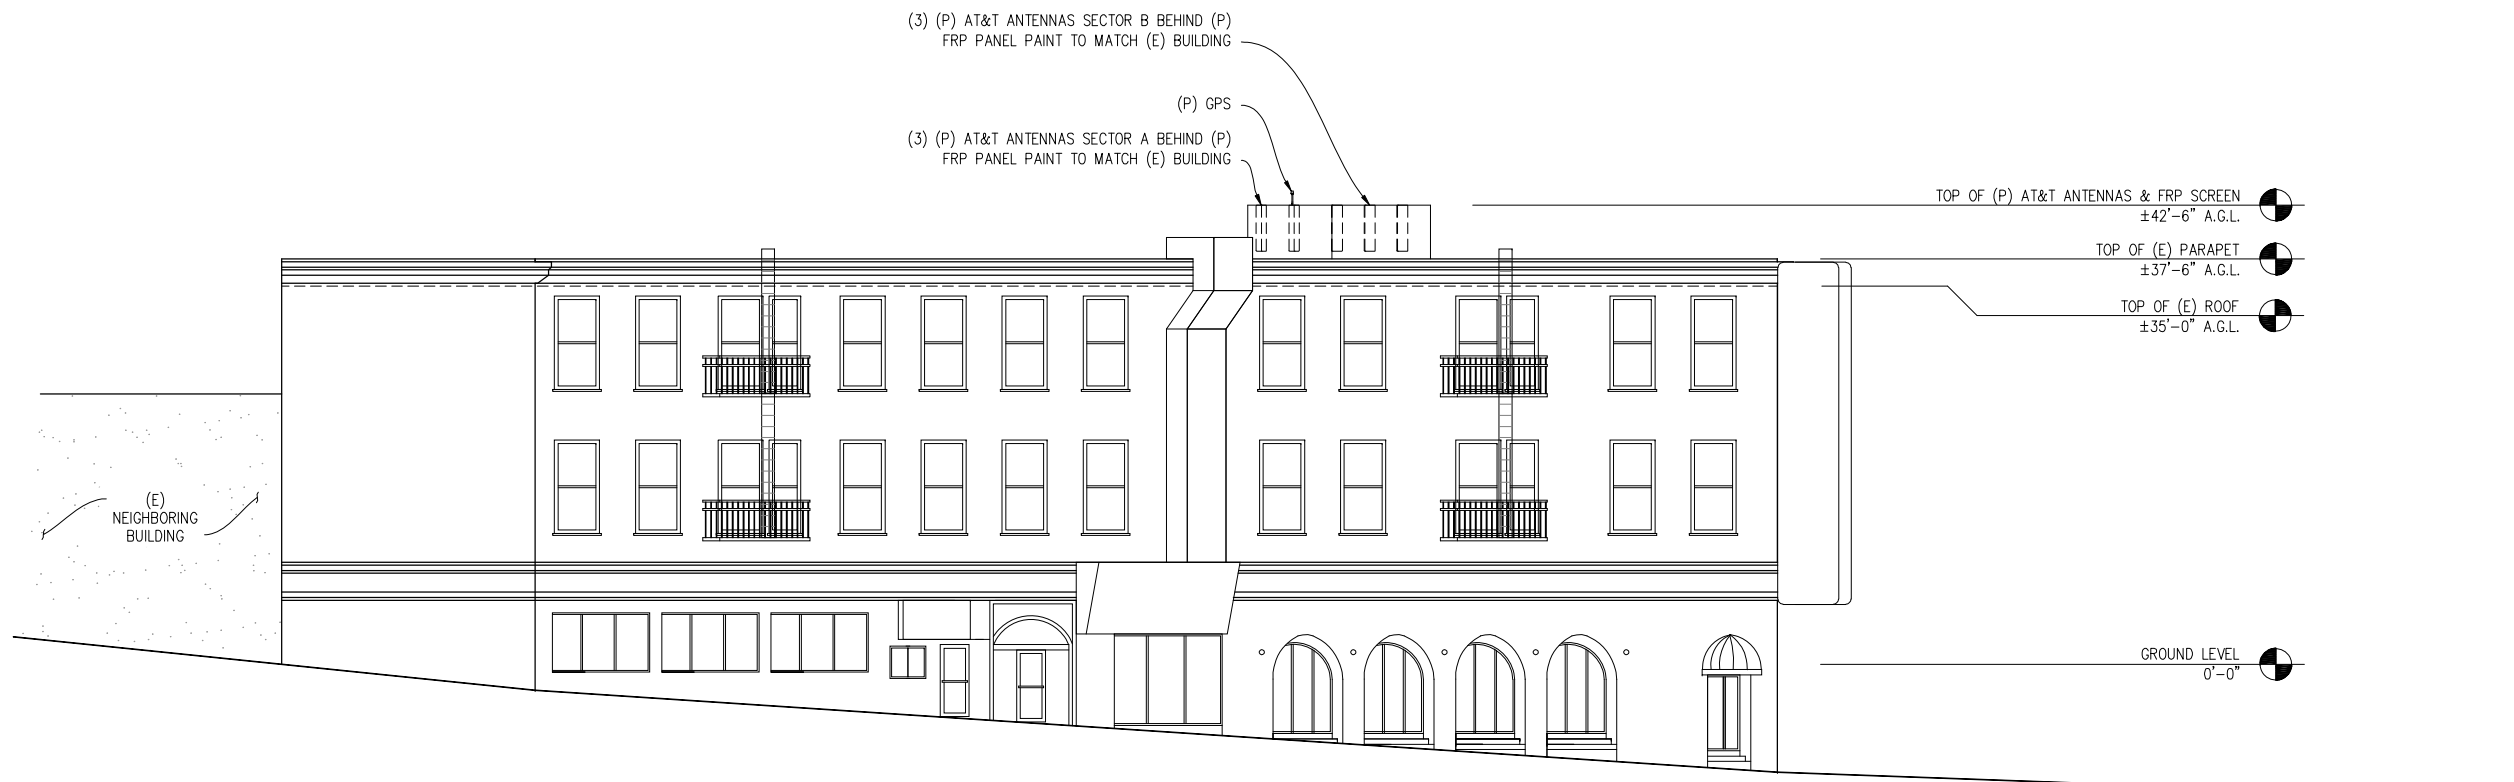 (3) (P) AT&T ANTENNAS SECTOR B BEHIND (P)
FRP PANEL PAINT TO MATCH (E) BUILDING
(P) GPS
(3) (P) AT&T ANTENNAS SECTOR A BEHIND (P)
FRP PANEL PAINT TO MATCH (E) BUILDING
TOP OF (P) AT&T ANTENNAS & FRP SCREEN
±42'-6" A.G.L.
TOP OF (E) PARAPET
±37'-6" A.G.L.
TOP OF (E) ROOF
±35'-0" A.G.L.
(E)
NEIGHBORING
BUILDING
GROUND LEVEL
0'-0"